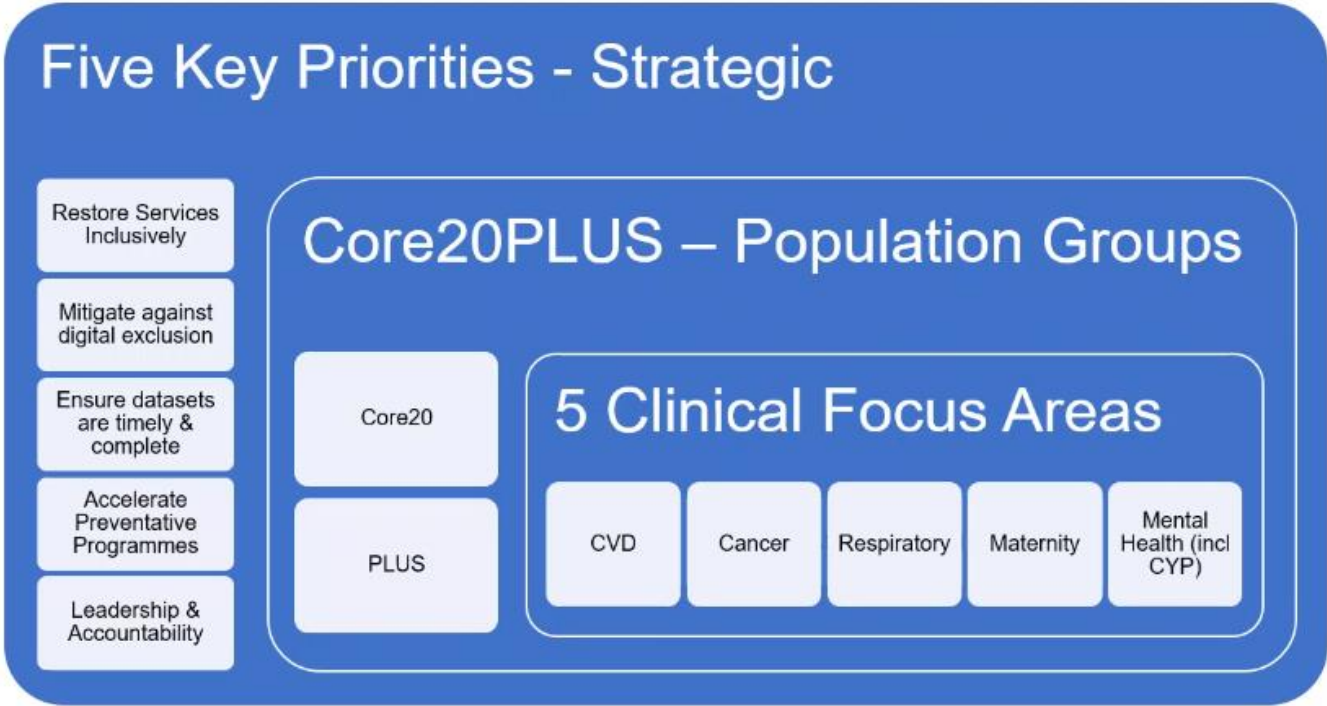 Five Key Priorities - Strategic
Restore Services
Inclusively
Mitigate against
digital exclusion
Ensure datasets
are timely &
complete
Accelerate
Preventative
Programmes
Leadership &
Accountability
Core20PLUS – Population Groups
Core20
PLUS
5 Clinical Focus Areas
CVD
Cancer
Respiratory
Maternity
Mental
Health (incl
CYP)